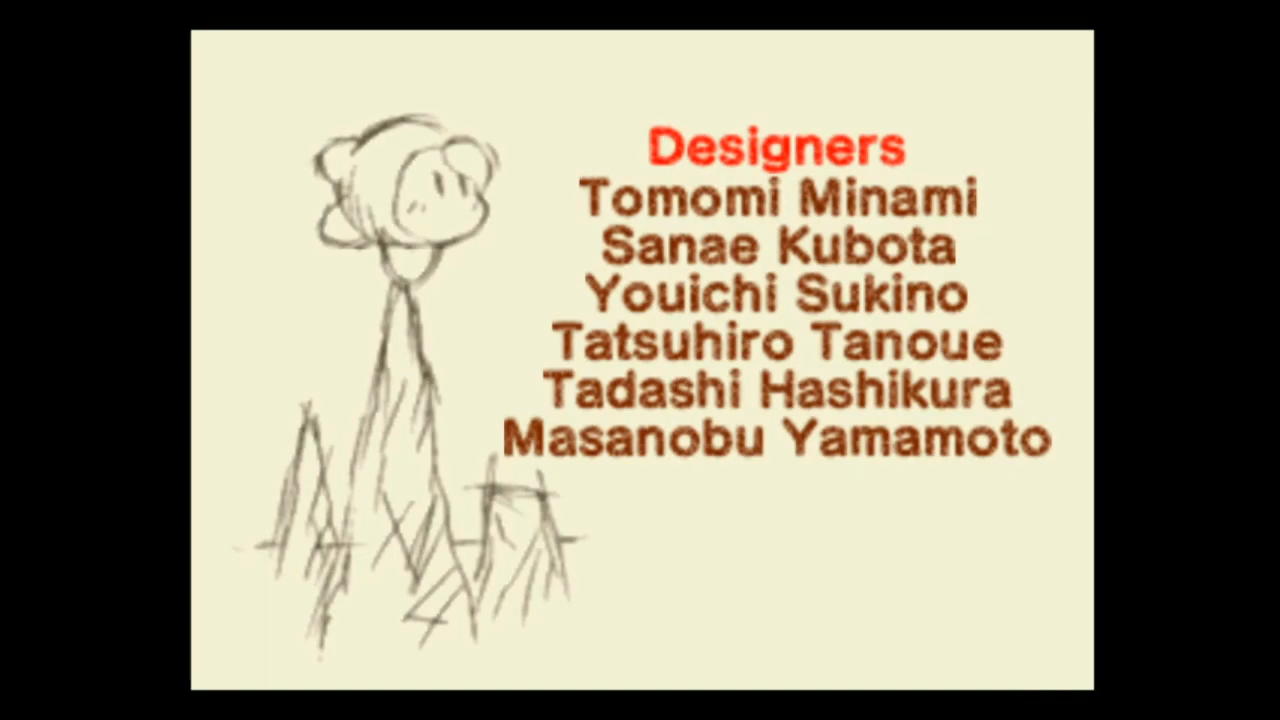 Designers
Tomomi Minami
Sanae Kubota
Youichi Sukino
Tatsuhiro Tanoue
Tadashi Hashikura
Masanobu Yamamoto